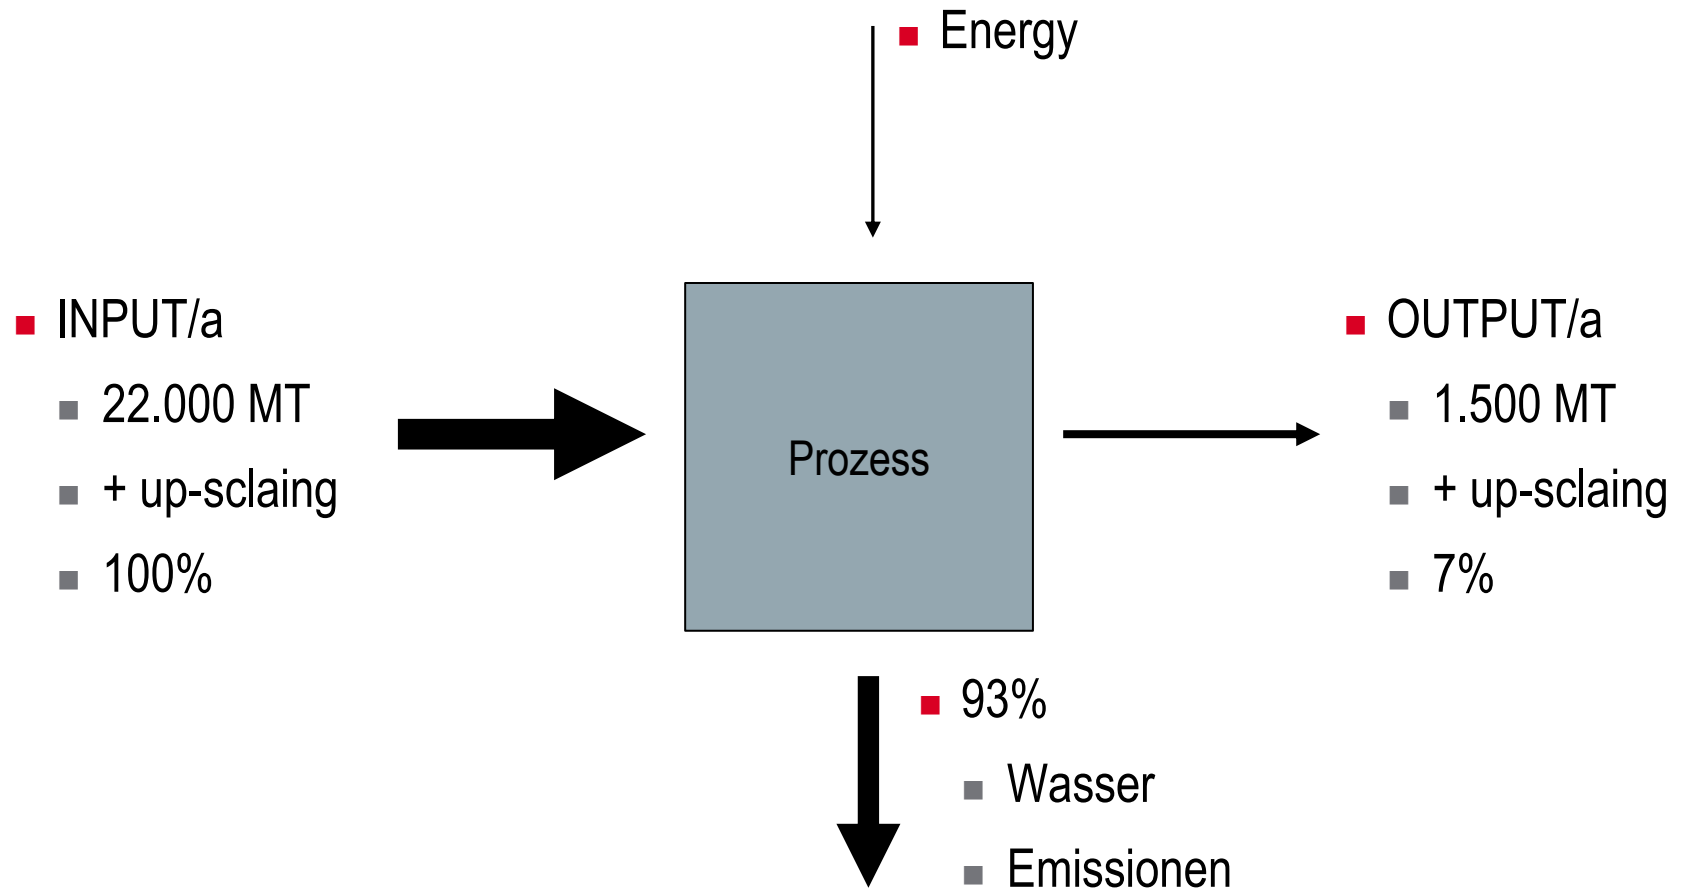 Energy
INPUT/a
22.000 MT
+ up-sclaing
100%
Prozess
OUTPUT/a
1.500 MT
+ up-sclaing
7%
93%
Wasser
Emissionen